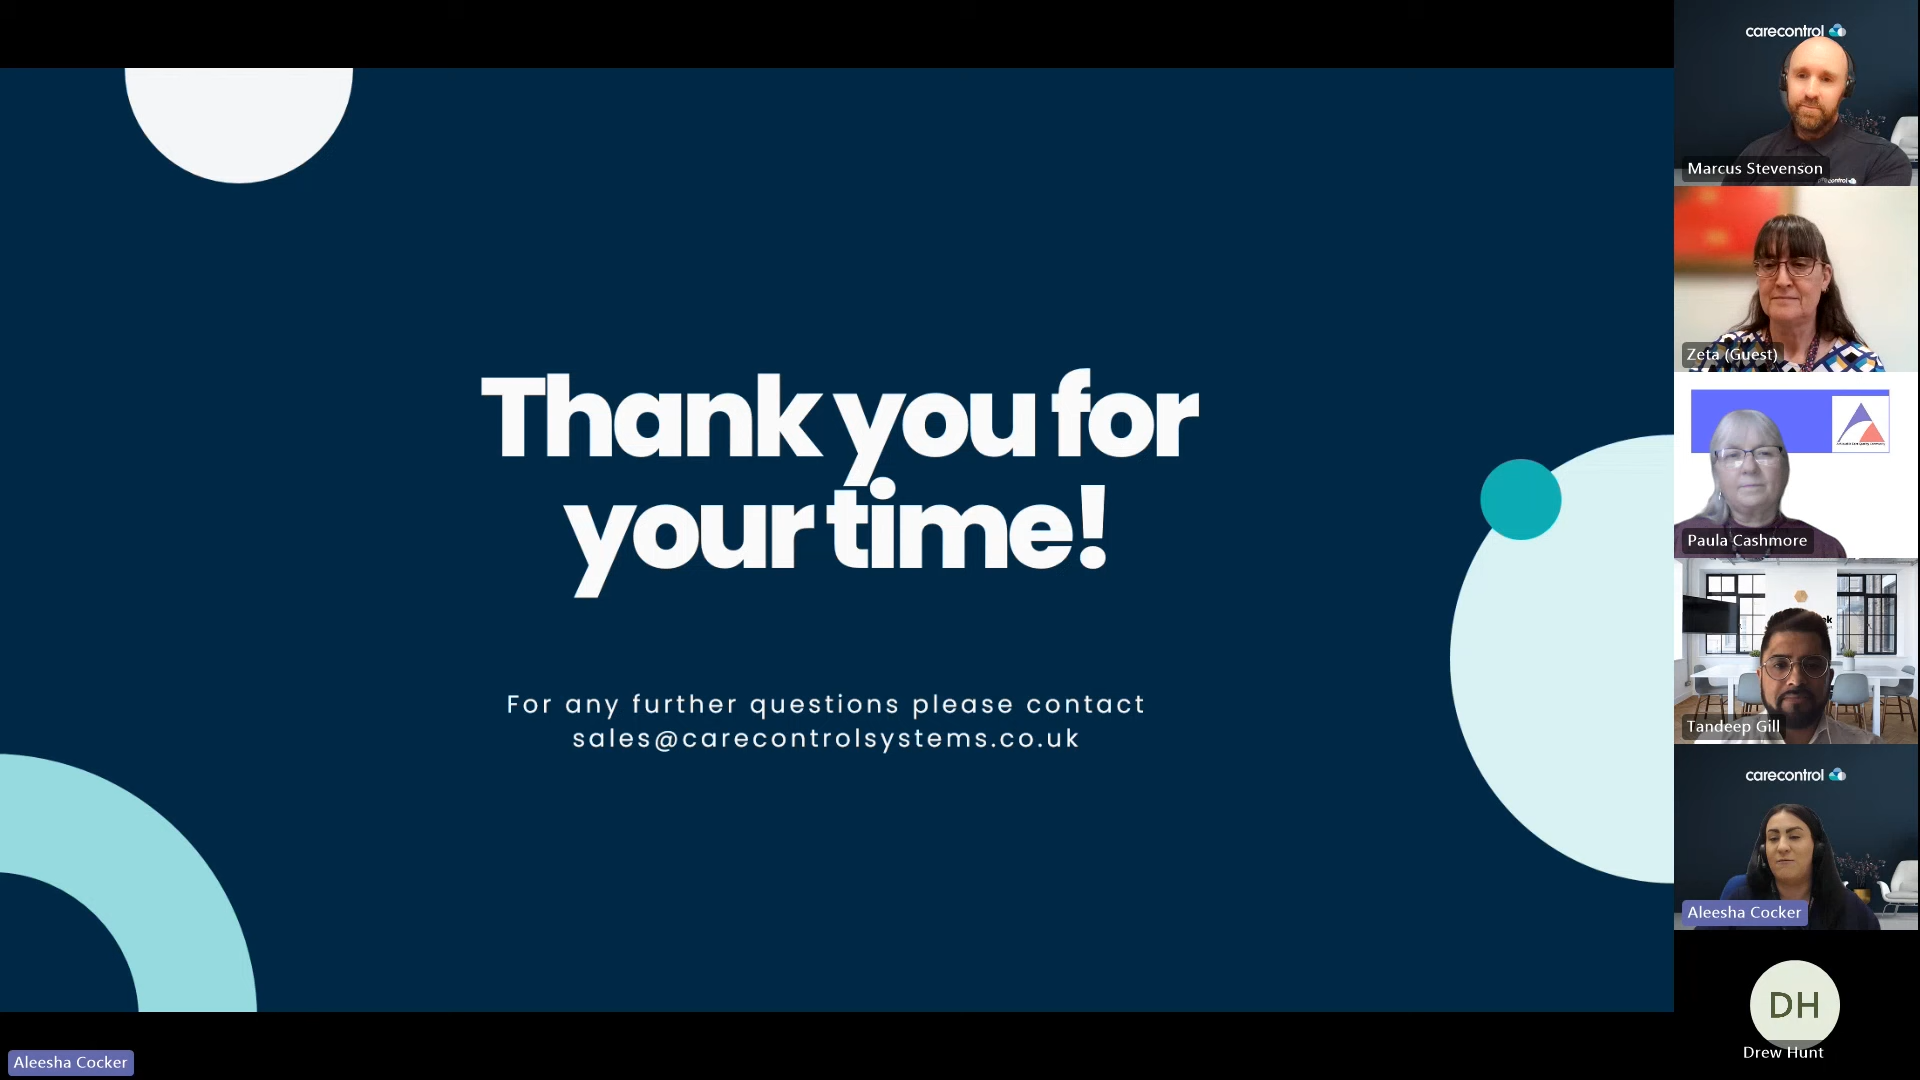 Thank you for
your time!
For any further questions please contact
sales@carecontrolsystems.co.uk
Aleesha Cocker
carecontrol
Marcus Stevenson
Zeta (Guest)
Paula Cashmore
Tandeep Gill
carecontrol
Aleesha Cocker
DH
Drew Hunt